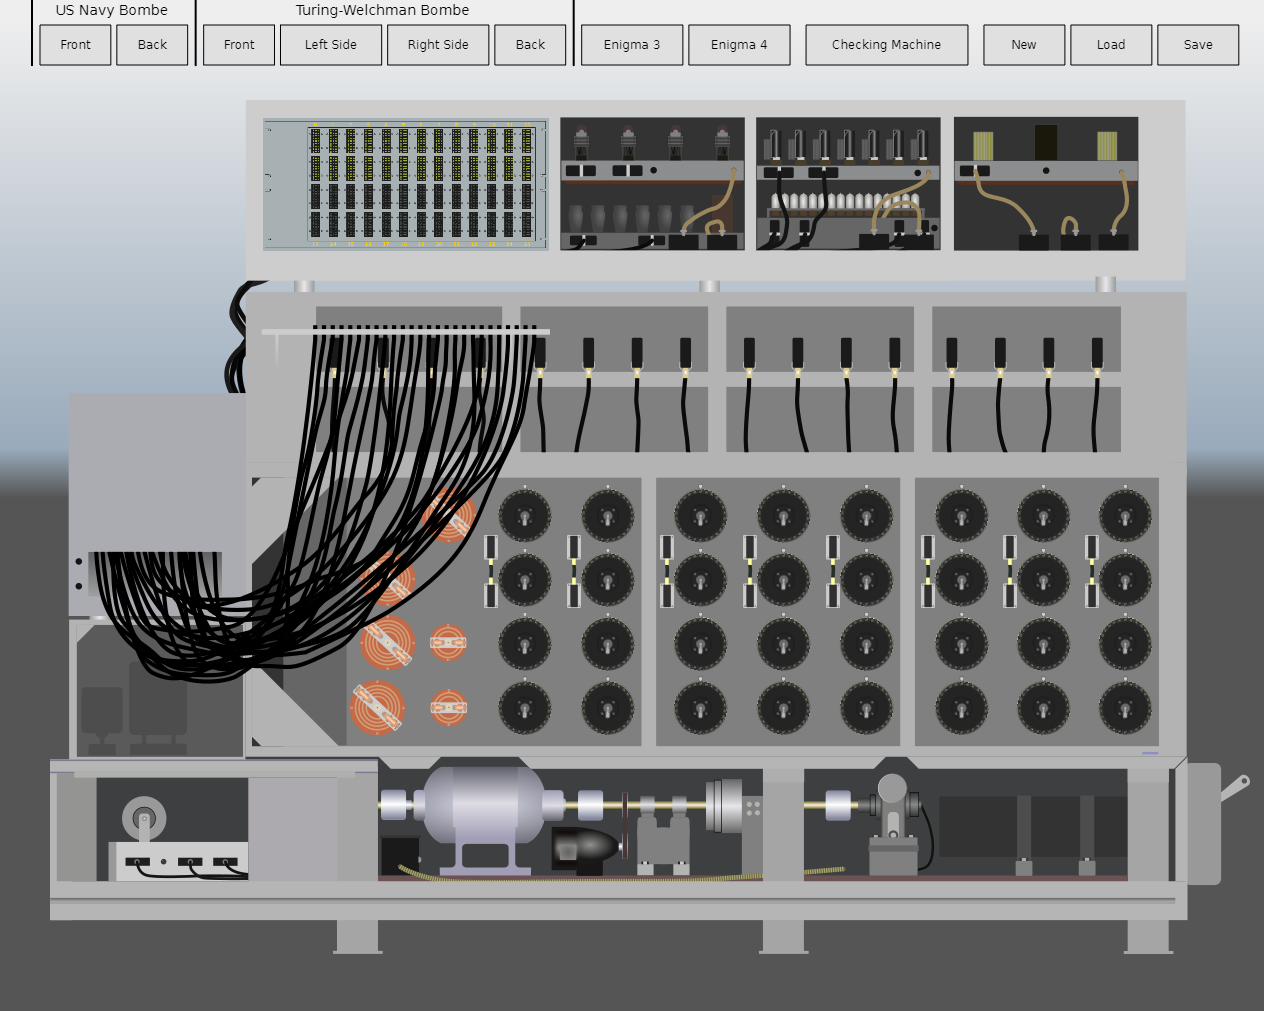 US Navy Bombe
Turing-Welchman Bombe
Front
Back
Front
Left Side
Right Side
Back
Enigma 3
Enigma 4
Checking Machine
New
Load
Save